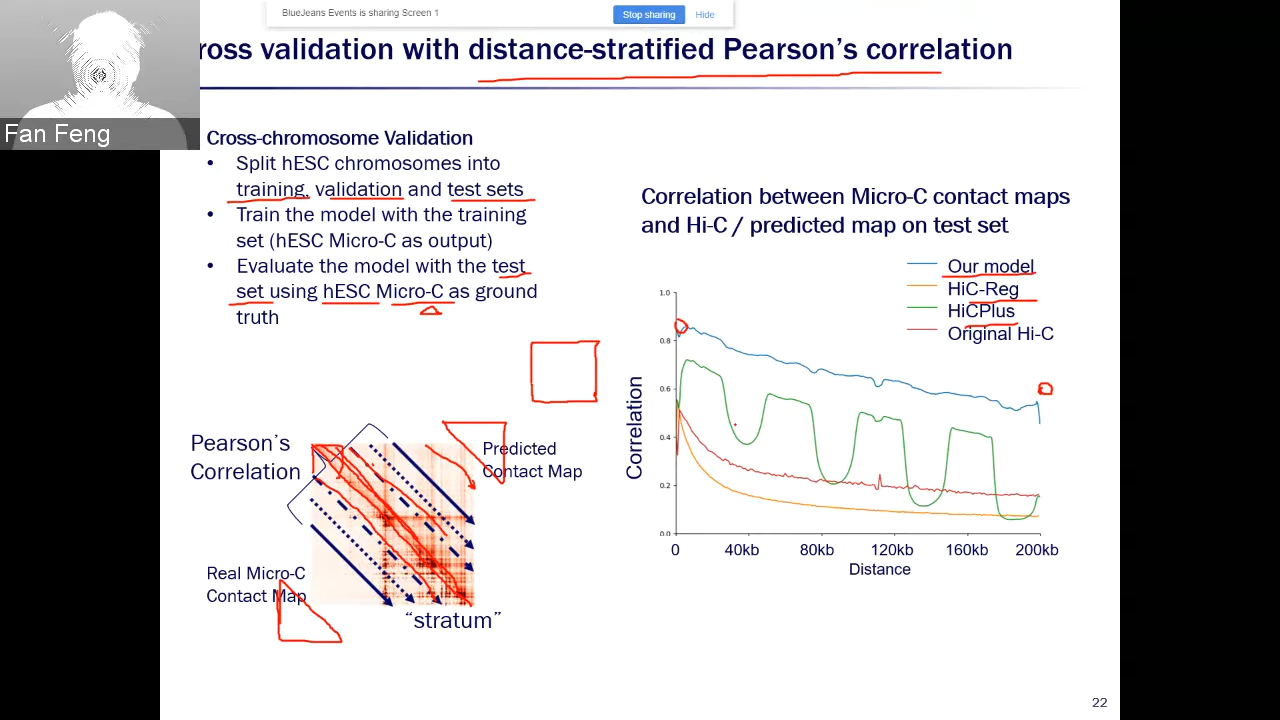 BlueJeans Events is sharing Screen 1
Stop sharing
Hide
ross validation with distance-stratified Pearson's correlation
Fan Feng
Cross-chromosome Validation
• Split hESC chromosomes into
training, validation and test sets
• Train the model with the training
set (hESC Micro-C as output)
• Evaluate the model with the test
set using hESC Micro-C as ground
truth
Correlation between Micro-C contact maps
and Hi-C / predicted map on test set
Our model
HiC-Reg
HiCPlus
Original Hi-C
1.0
0.8
0.6
0.4
0.2
0.0
Correlation
0
40kb
80kb
120kb
160kb
200kb
Distance
Pearson's
Correlation
Predicted
Contact Map
Real Micro-C
Contact Map
"stratum"
22